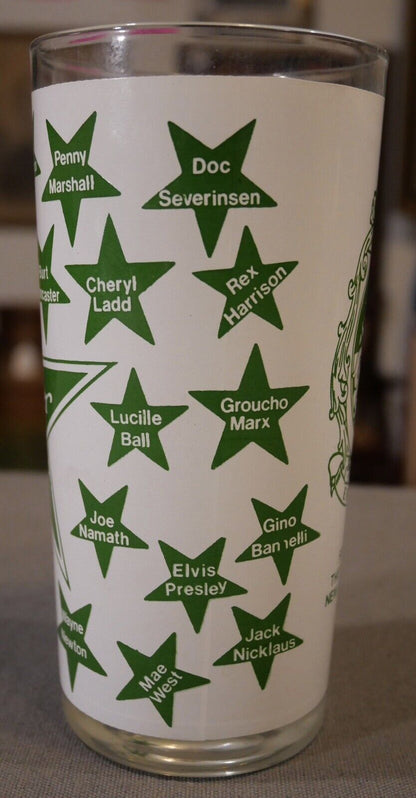 Penny
Marshall
Doc
Severinsen
Cheryl
Ladd
Rex
Harrison
Lucille
Ball
Groucho
Marx
Joe
Namath
Gino
Elvis
Presley
Jack
Nicklaus
Mae
West